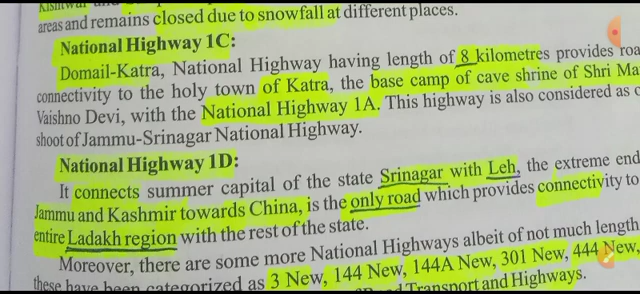 Kishtwar and
areas and remains closed due to snowfall at different places.
National Highway 1C:
Domail-Katra, National Highway having length of 8 kilometres provides roa
connectivity to the holy town of Katra, the base camp of cave shrine of Shri Ma
Vaishno Devi, with the National Highway 1A. This highway is also considered as o
shoot of Jammu-Srinagar National Highway.
National Highway 1D:
It connects summer capital of the state Srinagar with Leh, the extreme end
Jammu and Kashmir towards China, is the only road which provides connectivity to
entire Ladakh region with the rest of the state.
Moreover, there are some more National Highways albeit of not much length
these have been categorized as 3 New, 144 New, 144A New, 301 New, 444 New,
Transport and Highways.